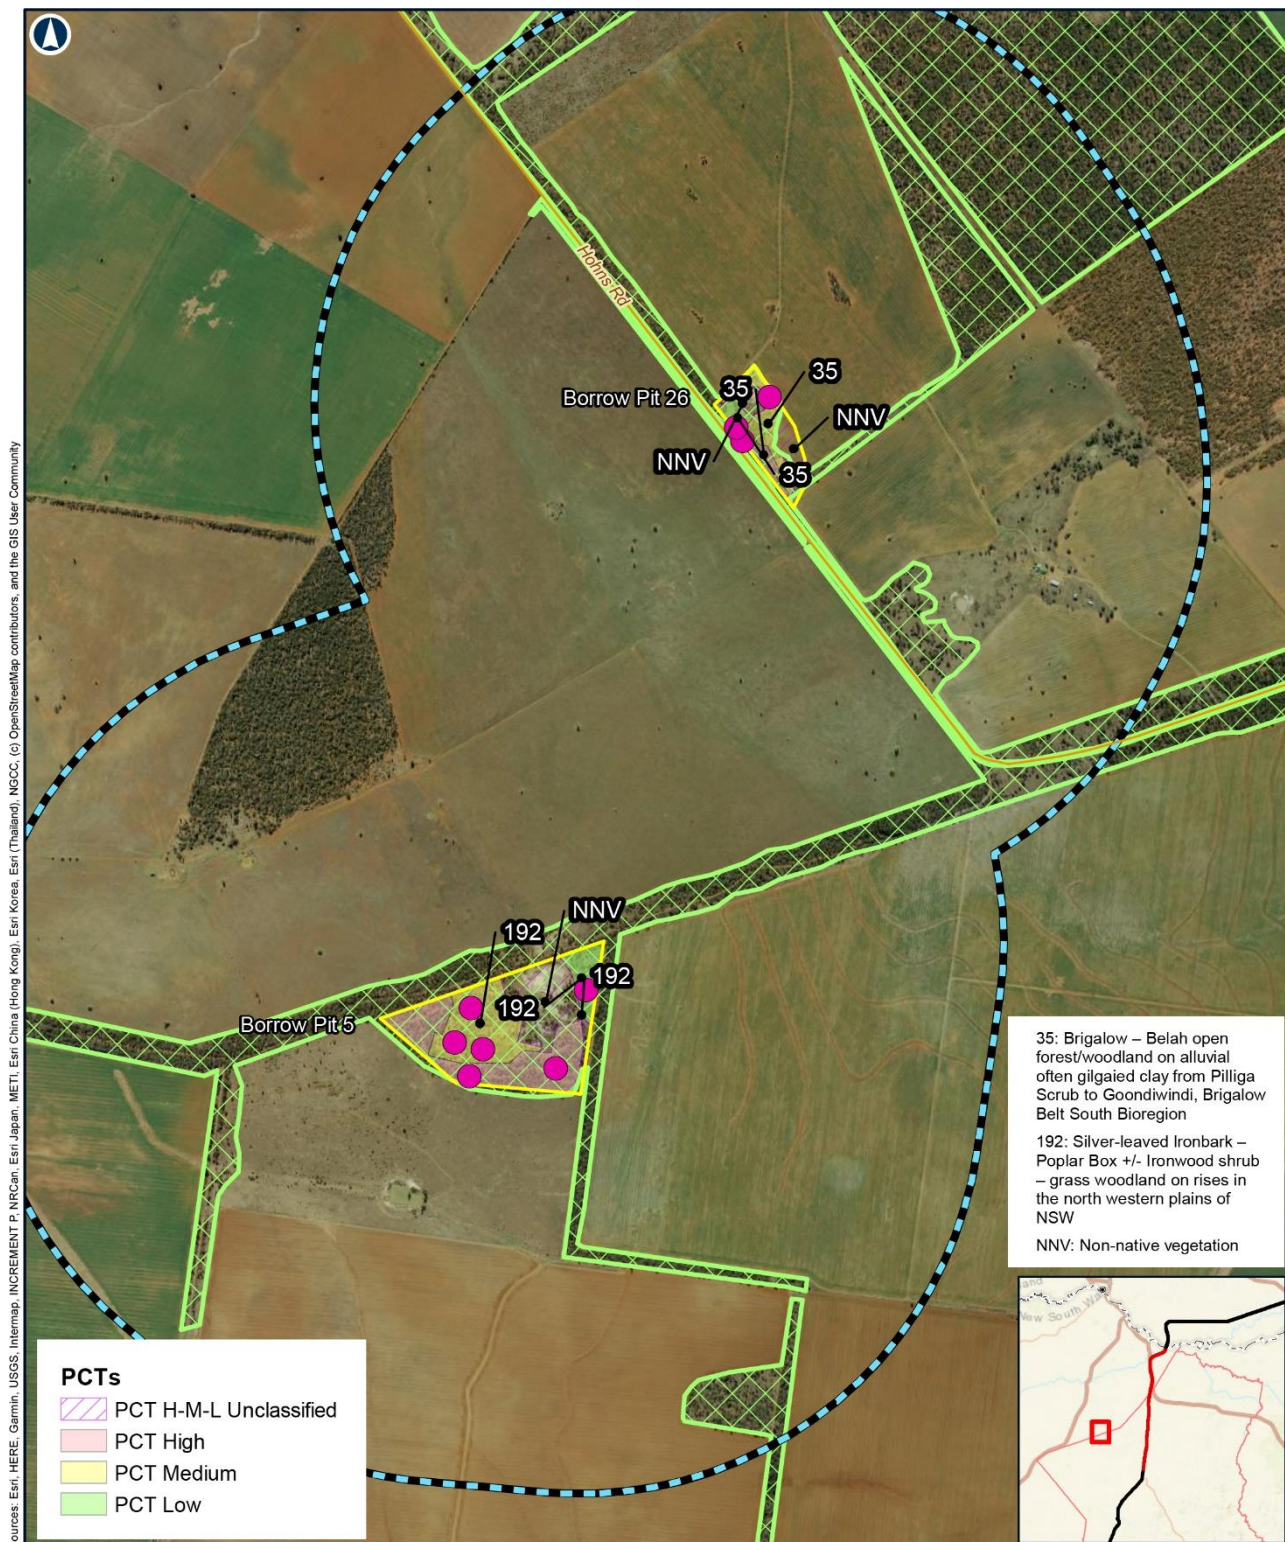 Hohns Rd
35
35
Borrow Pit 26
NNV
NNV
35
NNV
192
192
192
Borrow Pit 5
35: Brigalow – Belah open
forest/woodland on alluvial
often gilgaied clay from Pilliga
Scrub to Goondiwindi, Brigalow
Belt South Bioregion
192: Silver-leaved Ironbark –
Poplar Box +/- Ironwood shrub
– grass woodland on rises in
the north western plains of
NSW
NNV: Non-native vegetation
New South Wa
PCTs
PCT H-M-L Unclassified
PCT High
PCT Medium
PCT Low
Esri, HERE, Garmin, USGS, Intermap, INCREMENT P, NRCan, Esri Japan, METI, Esri China (Hong Kong), Esri Korea, Esri (Thailand), NGCC, (c) OpenStreetMap contributors, and the GIS User Community